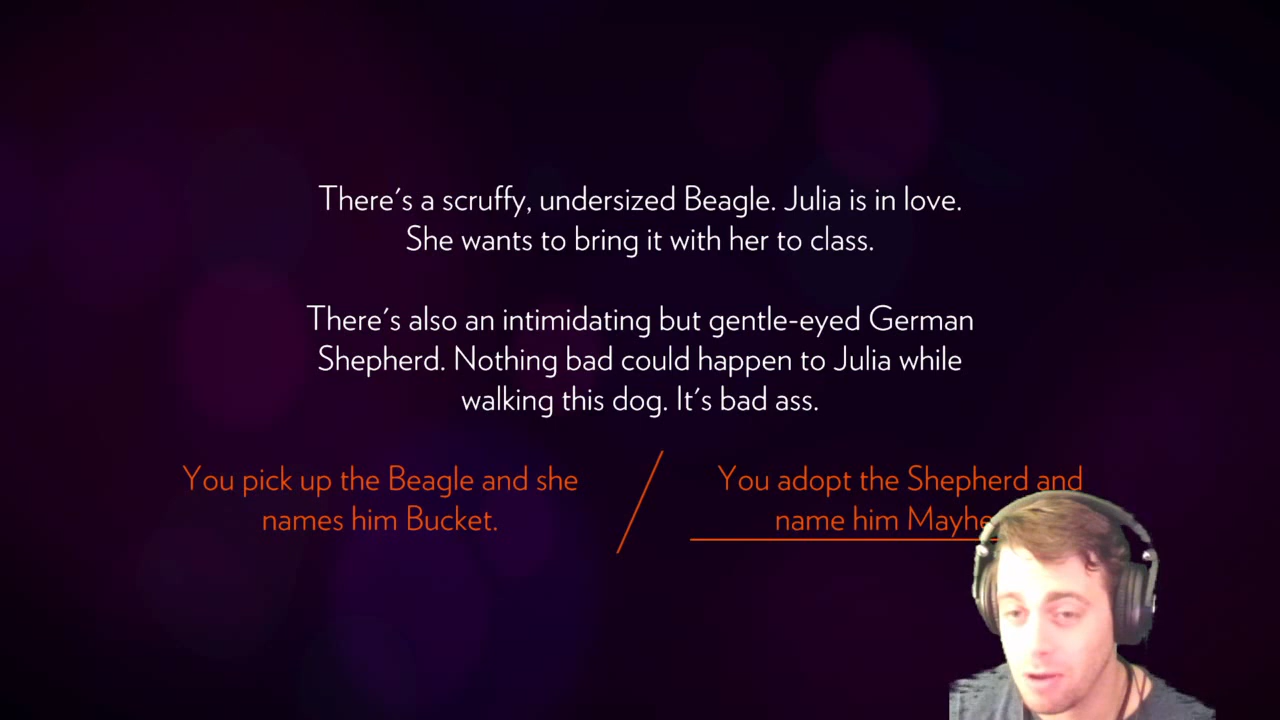 There's a scruffy, undersized Beagle. Julia is in love.
She wants to bring it with her to class.
There's also an intimidating but gentle-eyed German
Shepherd. Nothing bad could happen to Julia while
walking this dog. It's bad ass.
You pick up the Beagle and she
names him Bucket.
You adopt the Shepherd and
name him